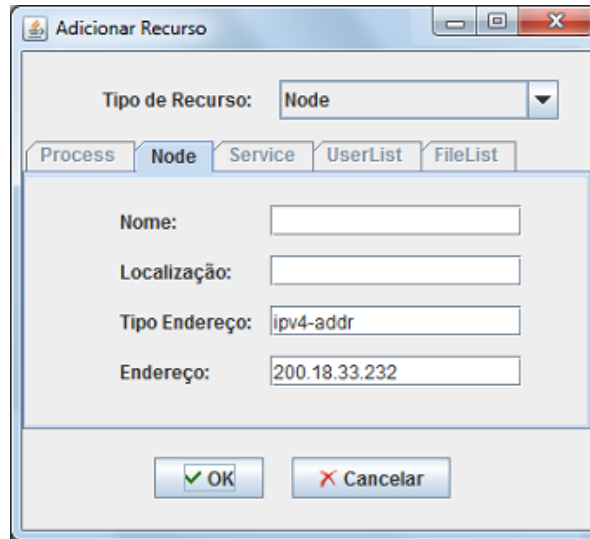 Adicionar Recurso
Tipo de Recurso: Node
Process Node Service UserList FileList
Nome:
Localização:
Tipo Endereço: ipv4-addr
Endereço: 200.18.33.232
OK Cancelar